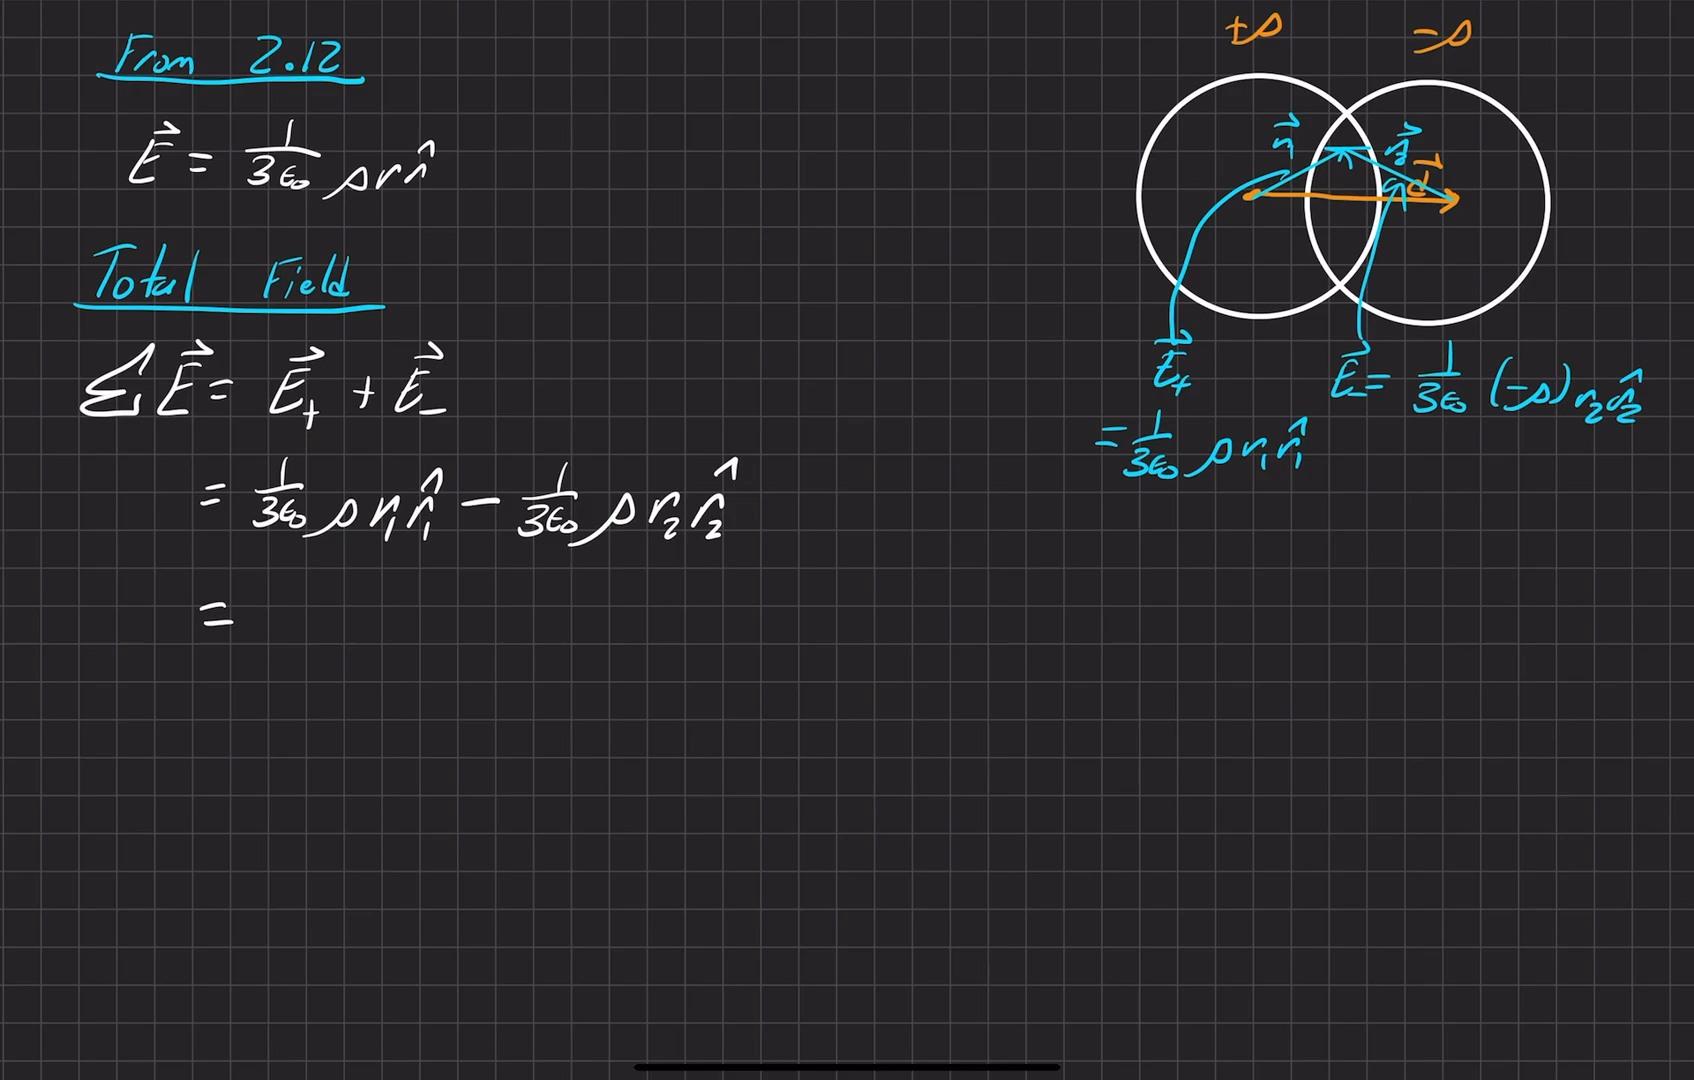 From 2.12
E⃗ = 1/3ε₀ ρ r r̂
Total Field
Σ E⃗ = E⃗₊ + E⃗₋
= 1/3ε₀ ρ r₁ r̂₁ − 1/3ε₀ ρ r₂ r̂₂
=
+ρ
−ρ
r⃗₁
r⃗₂
d⃗
E⃗₊
= 1/3ε₀ ρ r₁ r̂₁
E⃗₋ = 1/3ε₀ (−ρ) r₂ r̂₂